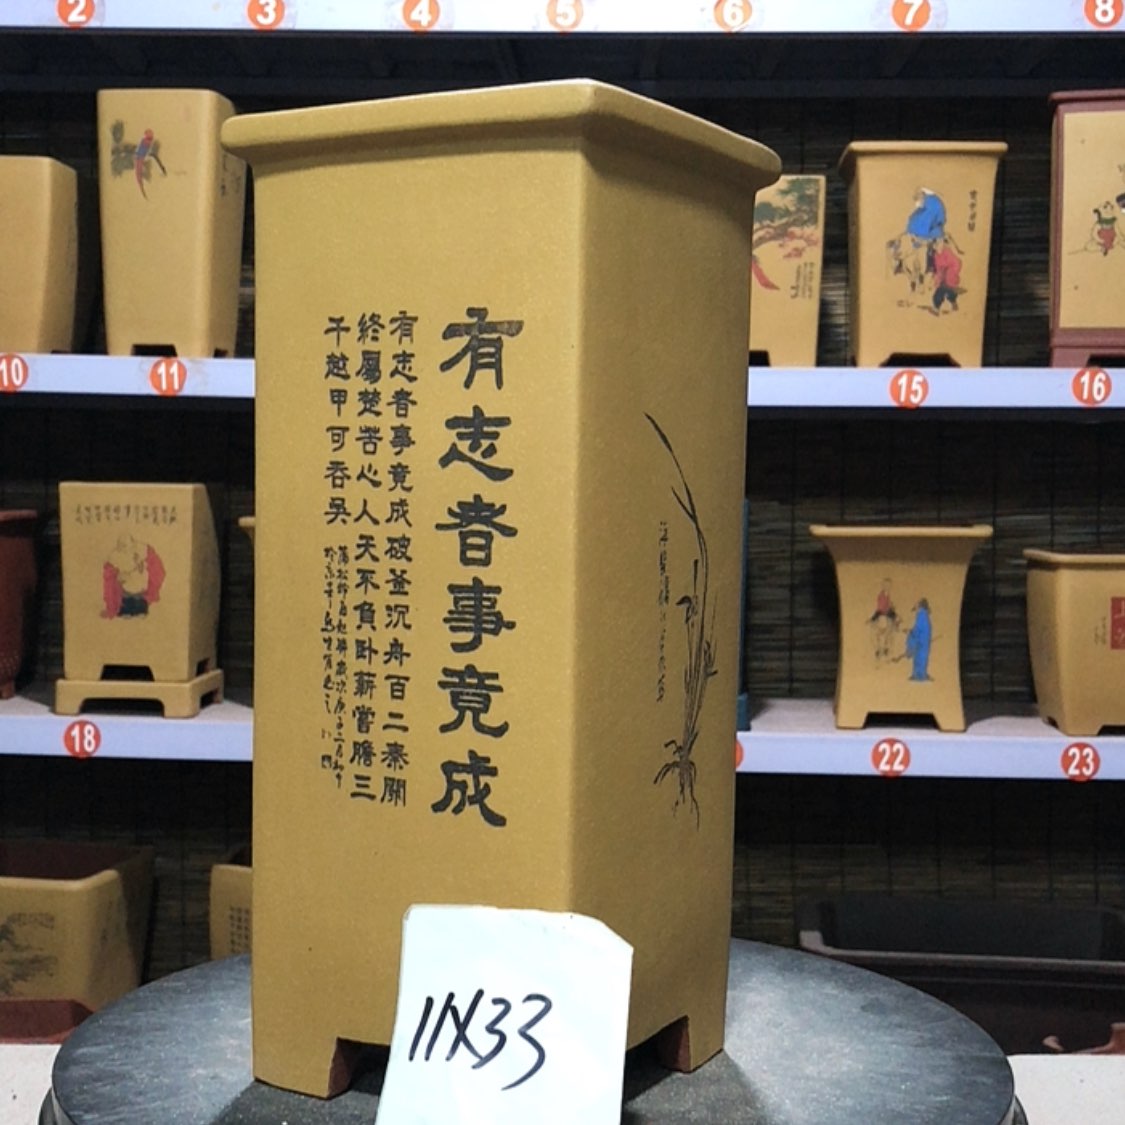 2 3 4 5 6 7 8
有志者事竟成
有志者事竟成破釜沉舟百二秦關
終屬楚苦心人天不負卧薪嘗膽三
千越甲可吞吳
10 11 15 16
18 22 23
11X33